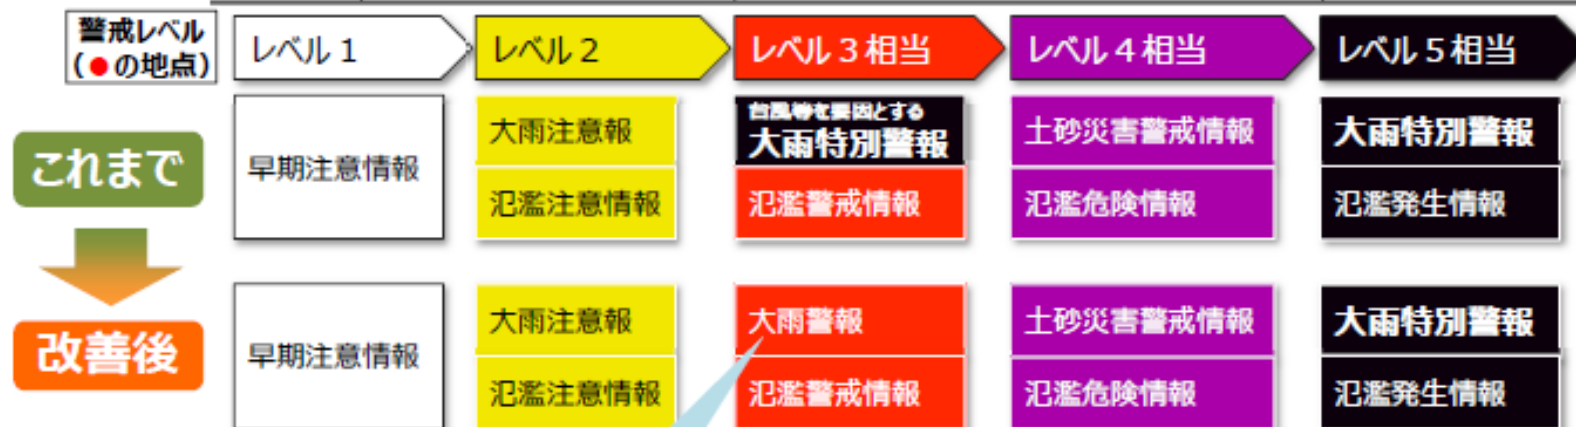 警戒レベル
(●の地点)
レベル 1
レベル 2
レベル 3 相当
レベル 4 相当
レベル 5 相当
これまで
早期注意情報
大雨注意報
氾濫注意情報
台風等を要因とする
大雨特別警報
氾濫警戒情報
土砂災害警戒情報
氾濫危険情報
大雨特別警報
氾濫発生情報
改善後
早期注意情報
大雨注意報
氾濫注意情報
大雨警報
氾濫警戒情報
土砂災害警戒情報
氾濫危険情報
大雨特別警報
氾濫発生情報